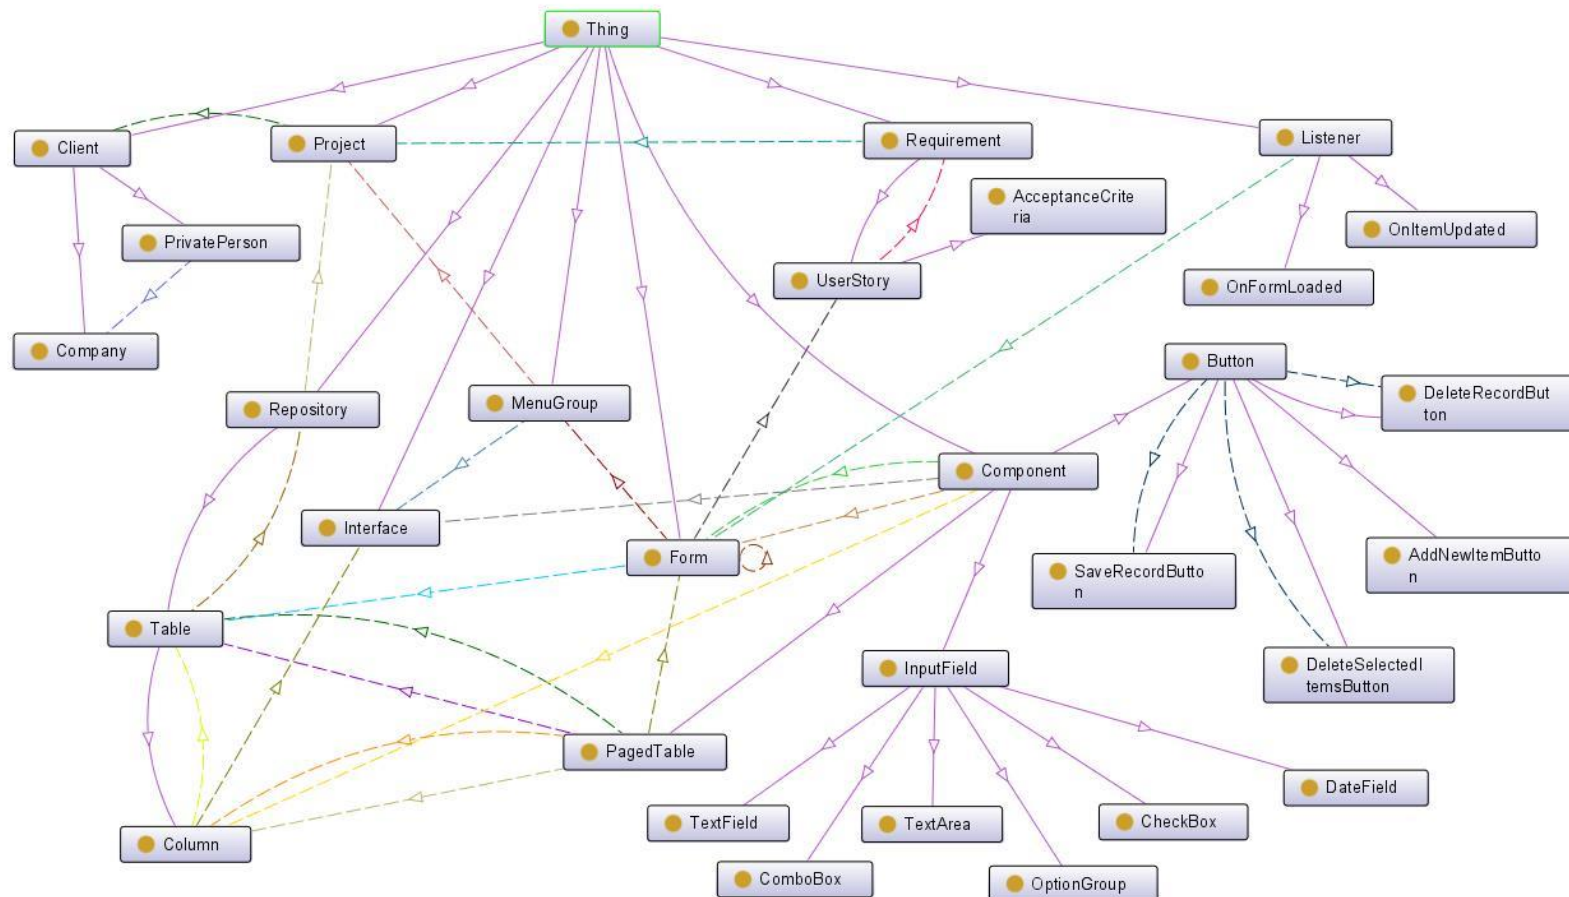 Thing
Client
Project
Requirement
Listener
AcceptanceCrite
ria
PrivatePerson
OnItemUpdated
UserStory
OnFormLoaded
Company
Button
Repository
MenuGroup
DeleteRecordBut
ton
Component
Interface
Form
SaveRecordButto
n
AddNewItemButto
n
Table
InputField
DeleteSelectedI
temsButton
PagedTable
DateField
TextField
TextArea
CheckBox
Column
ComboBox
OptionGroup